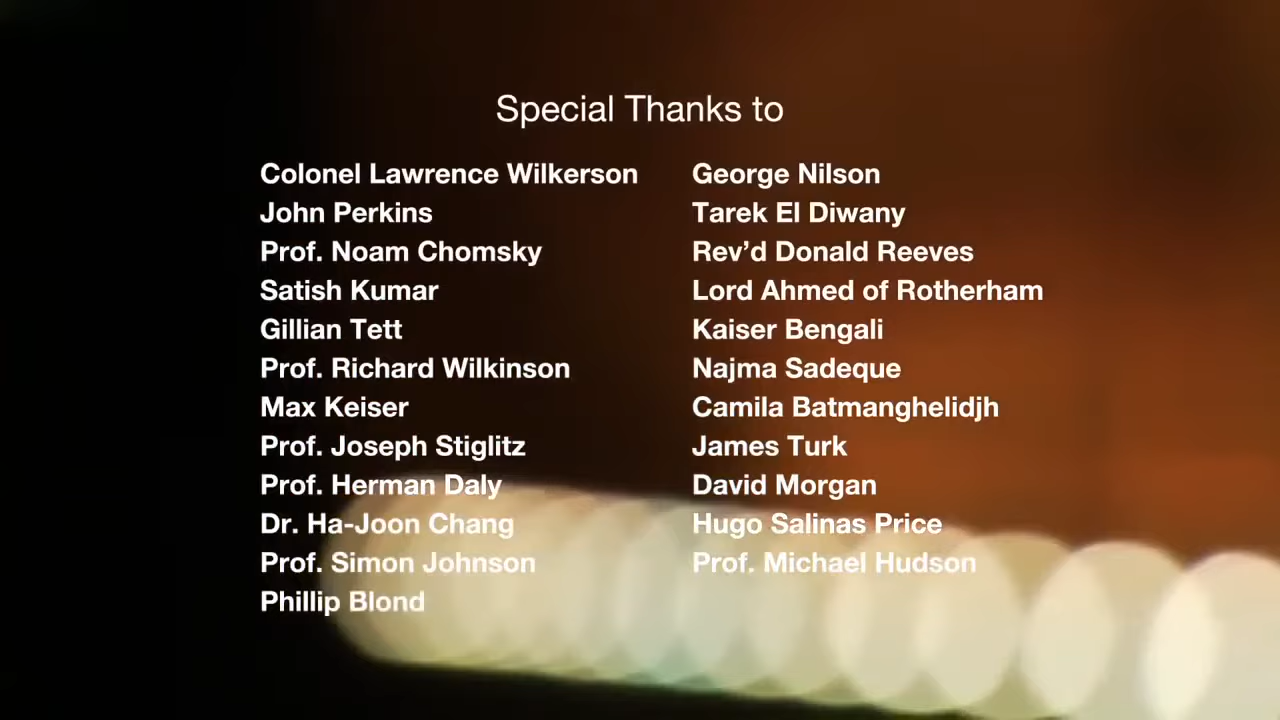 Special Thanks to
Colonel Lawrence Wilkerson
John Perkins
Prof. Noam Chomsky
Satish Kumar
Gillian Tett
Prof. Richard Wilkinson
Max Keiser
Prof. Joseph Stiglitz
Prof. Herman Daly
Dr. Ha-Joon Chang
Prof. Simon Johnson
Phillip Blond
George Nilson
Tarek El Diwany
Rev’d Donald Reeves
Lord Ahmed of Rotherham
Kaiser Bengali
Najma Sadeque
Camila Batmanghelidjh
James Turk
David Morgan
Hugo Salinas Price
Prof. Michael Hudson